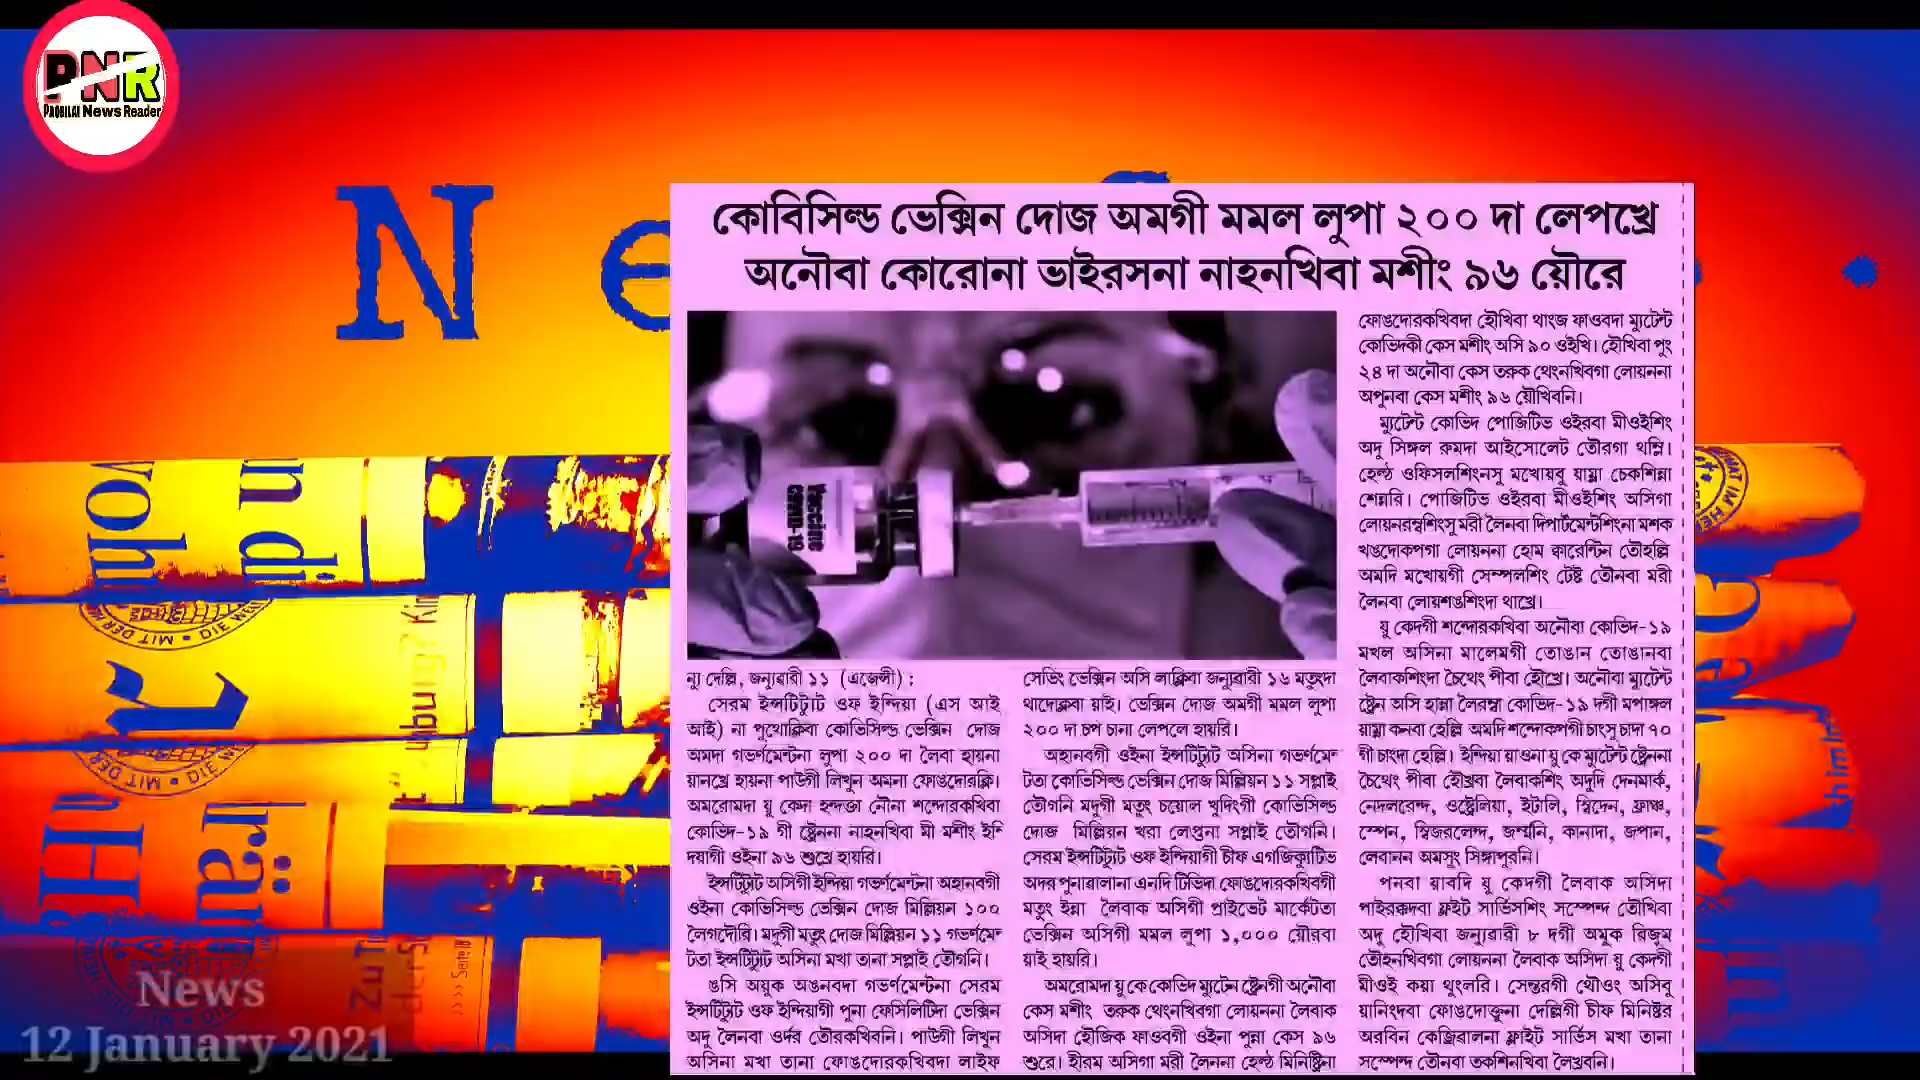 PNR
PROBILAI News Reader
N e
কোবিসিল্ড ভেক্সিন দোজ অমগী মমল লুপা ২০০ দা লেপখ্রে
অনৌবা কোরোনা ভাইরসনা নাহনখিবা মশীং ৯৬ য়ৌরে
Vaccine
COVID-19
ন্যু দেল্লি, জন্যুৱারী ১১ (এজেন্সী) :
সেরম ইন্সটিট্যুট ওফ ইন্দিয়া (এস আই
আই) না পুথোক্লিবা কোভিসিল্ড ভেক্সিন দোজ
অমদা গভর্ণমেন্টনা লুপা ২০০ দা লৈবা হায়না
য়ানখ্রে হায়না পাউগী লিখুন অমনা ফোঙদোরক্লি।
অমরোমদা য়ু কেদা হন্দক্তা নৌনা শন্দোরকখিবা
কোভিদ-১৯ গী ষ্ট্রেননা নাহনখিবা মী মশীং ইন্দি
দয়াগী ওইনা ৯৬ শুখ্রে হায়রি।
ইন্সটিট্যুট অসিগী ইন্দিয়া গভর্ণমেন্টনা অহানবগী
ওইনা কোভিসিল্ড ভেক্সিন দোজ মিল্লিয়ন ১০০
লৈগদৌরি। মদুগী মতুং দোজ মিল্লিয়ন ১১ গভর্ণমেন্
টতা ইন্সটিট্যুট অসিনা মখা তানা সপ্লাই তৌগনি।
ঙসি অয়ুক অঙনবদা গভর্ণমেন্টনা সেরম
ইন্সটিট্যুট ওফ ইন্দিয়াগী পুনা ফেসিলিটিদা ভেক্সিন
অদু লৈনবা ওর্দর তৌরকখিবনি। পাউগী লিখুন
অসিনা মখা তানা ফোঙদোরকখিবদা লাইফ
সেভিং ভেক্সিন অসি লাক্লিবা জন্যুৱারী ১৬ মতুংদা
থাদোক্লবা য়াই। ভেক্সিন দোজ অমগী মমল লুপা
২০০ দা চপ চানা লেপলে হায়রি।
অহানবগী ওইনা ইন্সটিট্যুট অসিনা গভর্ণমেন্
টতা কোভিসিল্ড ভেক্সিন দোজ মিল্লিয়ন ১১ সপ্লাই
তৌগনি মদুগী মতুং চয়োল খুদিংগী কোভিসিল্ড
দোজ মিল্লিয়ন খরা লেপ্তনা সপ্লাই তৌগনি।
সেরম ইন্সটিট্যুট ওফ ইন্দিয়াগী চীফ এগজিক্যুটিভ
অদর পুনাৱালানা এনদি টিভিদা ফোঙদোরকখিবগী
মতুং ইন্না লৈবাক অসিগী প্রাইভেট মার্কেটতা
ভেক্সিন অসিগী মমল লুপা ১,০০০ য়ৌরবা
য়াই হায়রি।
অমরোমদা য়ু কে কোভিদ ম্যুটেন ষ্ট্রেনগী অনৌবা
কেস মশীং তরুক থেংনখিবগা লোয়ননা লৈবাক
অসিদা হৌজিক ফাওবগী ওইনা পুন্না কেস ৯৬
শুরে। হীরম অসিগা মরী লৈননা হেল্থ মিনিষ্ট্রিনা
ফোঙদোরকখিবদা হৌখিবা থাংজ ফাওবদা ম্যুটেন্ট
কোভিদকী কেস মশীং অসি ৯০ ওইখি। হৌখিবা পুং
২৪ দা অনৌবা কেস তরুক থেংনখিবগা লোয়ননা
অপুনবা কেস মশীং ৯৬ য়ৌখিবনি।
ম্যুটেন্ট কোভিদ পোজিটিভ ওইরবা মীওইশিং
অদু সিঙ্গল রুমদা আইসোলেট তৌরগা থম্লি।
হেল্থ ওফিসলশিংনসু মখোয়বু য়াম্না চেকশিন্না
শেন্নরি। পোজিটিভ ওইরবা মীওইশিং অসিগা
লোয়নরম্বশিংসু মরী লৈনবা দিপার্টমেন্টশিংনা মশক
খঙদোকপগা লোয়ননা হোম ক্বারেন্টিন তৌহল্লি
অমদি মখোয়গী সেম্পলশিং টেষ্ট তৌনবা মরী
লৈনবা লোয়শঙশিংদা থাখ্রে।
য়ু কেদগী শন্দোরকখিবা অনৌবা কোভিদ-১৯
মখল অসিনা মালেমগী তোঙান তোঙানবা
লৈবাকশিংদা চৈথেং পীবা হৌখ্রে। অনৌবা ম্যুটেন্ট
ষ্ট্রেন অসি হান্না লৈরম্বা কোভিদ-১৯ দগী মপাঙ্গল
য়াম্না কনবা হেল্লি অমদি শন্দোকপগী চাংসু চাদা ৭০
গী চাংদা হেল্লি। ইন্দিয়া য়াওনা য়ু কে ম্যুটেন্ট ষ্ট্রেননা
চৈথেং পীবা হৌখ্রবা লৈবাকশিং অদুদি দেনমার্ক,
নেদলরেন্দ, ওষ্ট্রেলিয়া, ইটালি, স্বিদেন, ফ্রাঞ্চ,
স্পেন, স্বিজরলেন্দ, জর্ম্মনি, কানাদা, জপান,
লেবানন অমসুং সিঙ্গাপুরনি।
পনবা য়াবদি য়ু কেদগী লৈবাক অসিদা
পাইরক্কদবা ফ্লাইট সার্ভিসশিং সস্পেন্দ তৌখিবা
অদু হৌখিবা জন্যুৱারী ৮ দগী অমুক রিজুম
তৌহনখিবগা লোয়ননা লৈবাক অসিদা য়ু কেদগী
মীওই কয়া থুংলরি। সেন্তরগী থৌওং অসিবু
য়ানিংদবা ফোঙদোক্তুনা দেল্লিগী চীফ মিনিষ্টর
অরবিন কেজ্রিৱালনা ফ্লাইট সার্ভিস মখা তানা
সস্পেন্দ তৌনবা তকশিনখিবা লৈখ্রবনি।
News
12 January 2021